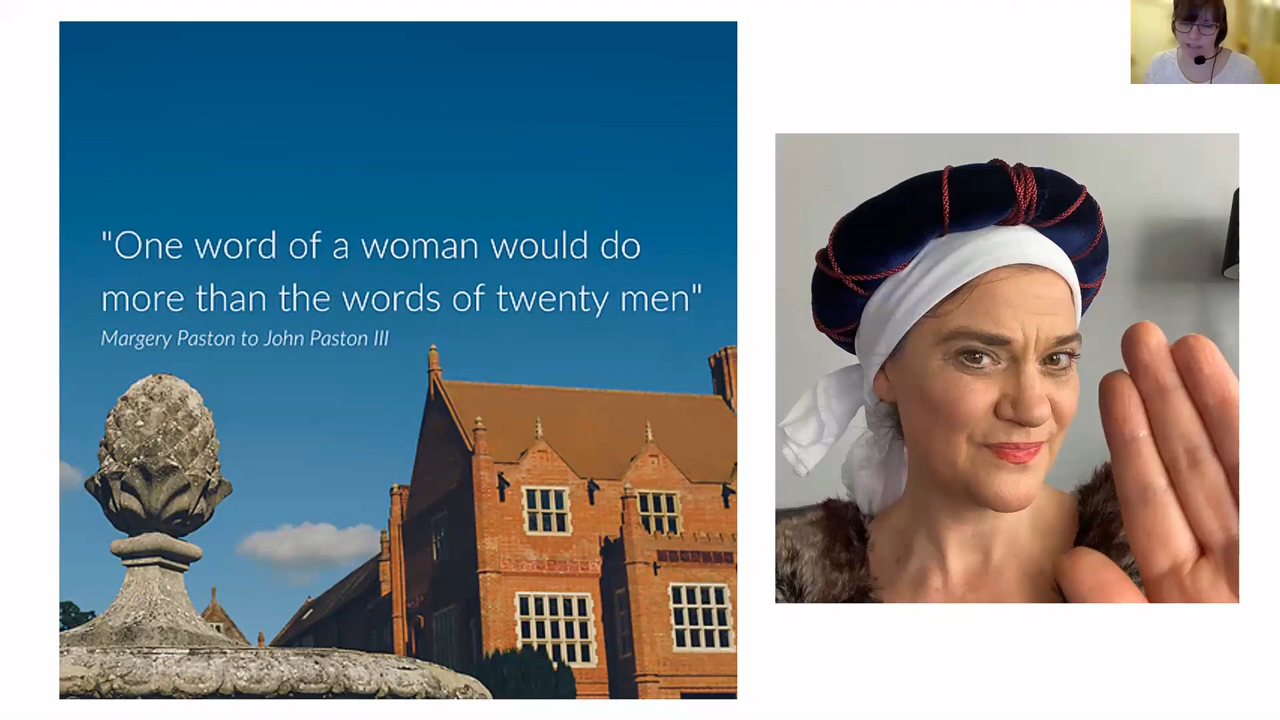 "One word of a woman would do
more than the words of twenty men"
Margery Paston to John Paston III